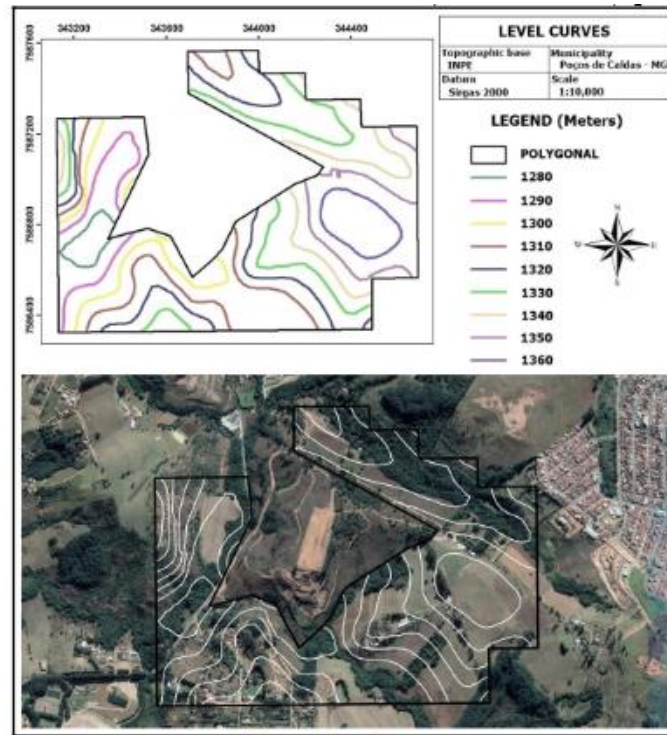 343200 343600 344000 344400
7587600
7587200
7586800
7586400
LEVEL CURVES
Topographic base
INPE
Municipality
Poços de Caldas - MG
Datum
Sirgas 2000
Scale
1:10,000
LEGEND (Meters)
POLYGONAL
1280
1290
1300
1310
1320
1330
1340
1350
1360
N
S